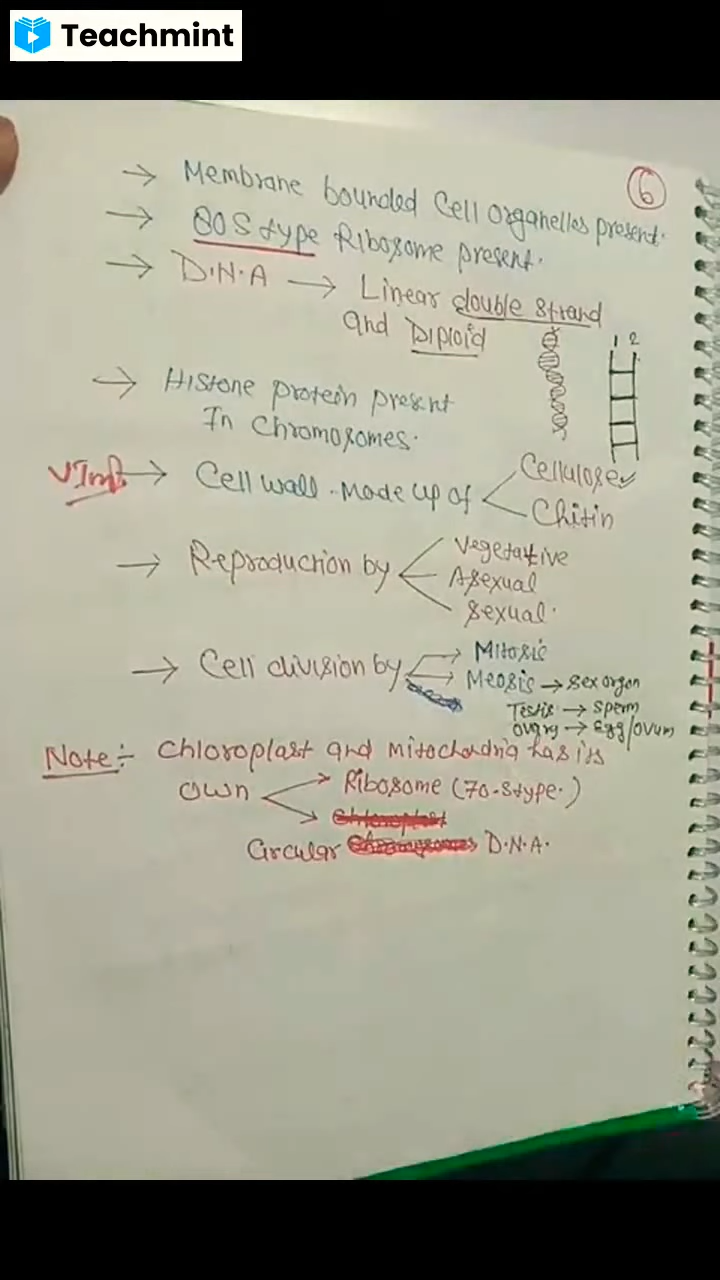 Teachmint
6
→ Membrane bounded Cell organelles present.
→ 80 S type Ribosome present.
→ D.N.A → Linear double strand
and Diploid
1 2
→ Histone protein present
In Chromosomes.
V Imp → Cell wall . Made up of
Cellulose
Chitin
→ Reproduction by
Vegetative
Asexual
Sexual.
→ Cell division by
→ Mitosis
→ Meosis → sex organ
Testis → Sperm
Ovary → Egg/Ovum
Note :- Chloroplast and mitochondria has its
own
Ribosome (70-S type.)
Circular D.N.A.